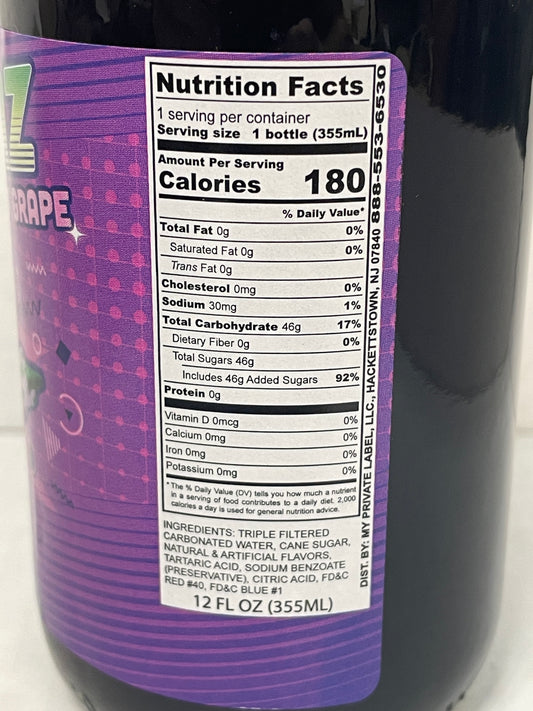 Z
GRAPE
Nutrition Facts
1 serving per container
Serving size 1 bottle (355mL)
Amount Per Serving
Calories 180
% Daily Value*
Total Fat 0g 0%
Saturated Fat 0g 0%
Trans Fat 0g
Cholesterol 0mg 0%
Sodium 30mg 1%
Total Carbohydrate 46g 17%
Dietary Fiber 0g 0%
Total Sugars 46g
Includes 46g Added Sugars 92%
Protein 0g
Vitamin D 0mcg 0%
Calcium 0mg 0%
Iron 0mg 0%
Potassium 0mg 0%
* The % Daily Value (DV) tells you how much a nutrient
in a serving of food contributes to a daily diet. 2,000
calories a day is used for general nutrition advice.
INGREDIENTS: TRIPLE FILTERED
CARBONATED WATER, CANE SUGAR,
NATURAL & ARTIFICIAL FLAVORS,
TARTARIC ACID, SODIUM BENZOATE
(PRESERVATIVE), CITRIC ACID, FD&C
RED #40, FD&C BLUE #1
12 FL OZ (355ML)
DIST. BY: MY PRIVATE LABEL, LLC., HACKETTSTOWN, NJ 07840 888-553-6530